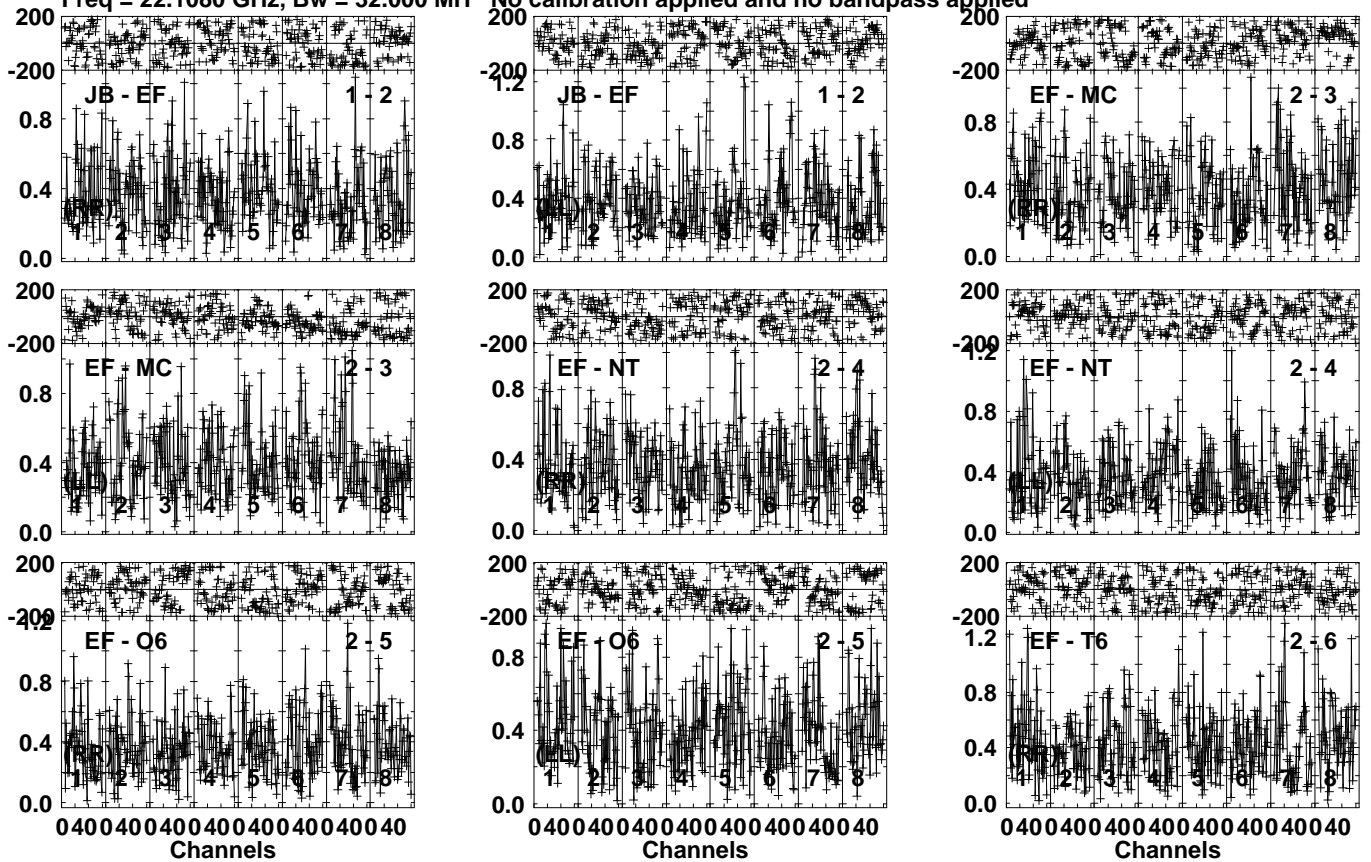 Freq = 22.1080 GHz, Bw = 32.000 MH No calibration applied and no bandpass applied
200 200 200
-200 -200 -200
JB - EF 1 - 2 1.2 JB - EF 1 - 2 EF - MC 2 - 3
0.8 0.8 0.8
0.4 0.4 0.4
(RR) (LL) (RR)
1 2 3 4 5 6 7 8 1 2 3 4 5 6 7 8 1 2 3 4 5 6 7 8
0.0 0.0 0.0
200 200 200
-200 -200 -200
EF - MC 2 - 3 EF - NT 2 - 4 1.2 EF - NT 2 - 4
0.8 0.8 0.8
0.4 0.4 0.4
(LL) (RR) (LL)
1 2 3 4 5 6 7 8 1 2 3 4 5 6 7 8 1 2 3 4 5 6 7 8
0.0 0.0 0.0
200 200 200
-200 -200 -200
1.2 EF - O6 2 - 5 EF - O6 2 - 5 1.2 EF - T6 2 - 6
0.8 0.8 0.8
0.4 0.4 0.4
(RR) (LL) (RR)
1 2 3 4 5 6 7 8 1 2 3 4 5 6 7 8 1 2 3 4 5 6 7 8
0.0 0.0 0.0
0 40 0 40 0 40 0 40 0 40 0 40 0 40 0 40 0 40 0 40 0 40 0 40 0 40 0 40 0 40 0 40 0 40 0 40 0 40 0 40 0 40 0 40 0 40 0 40
Channels Channels Channels